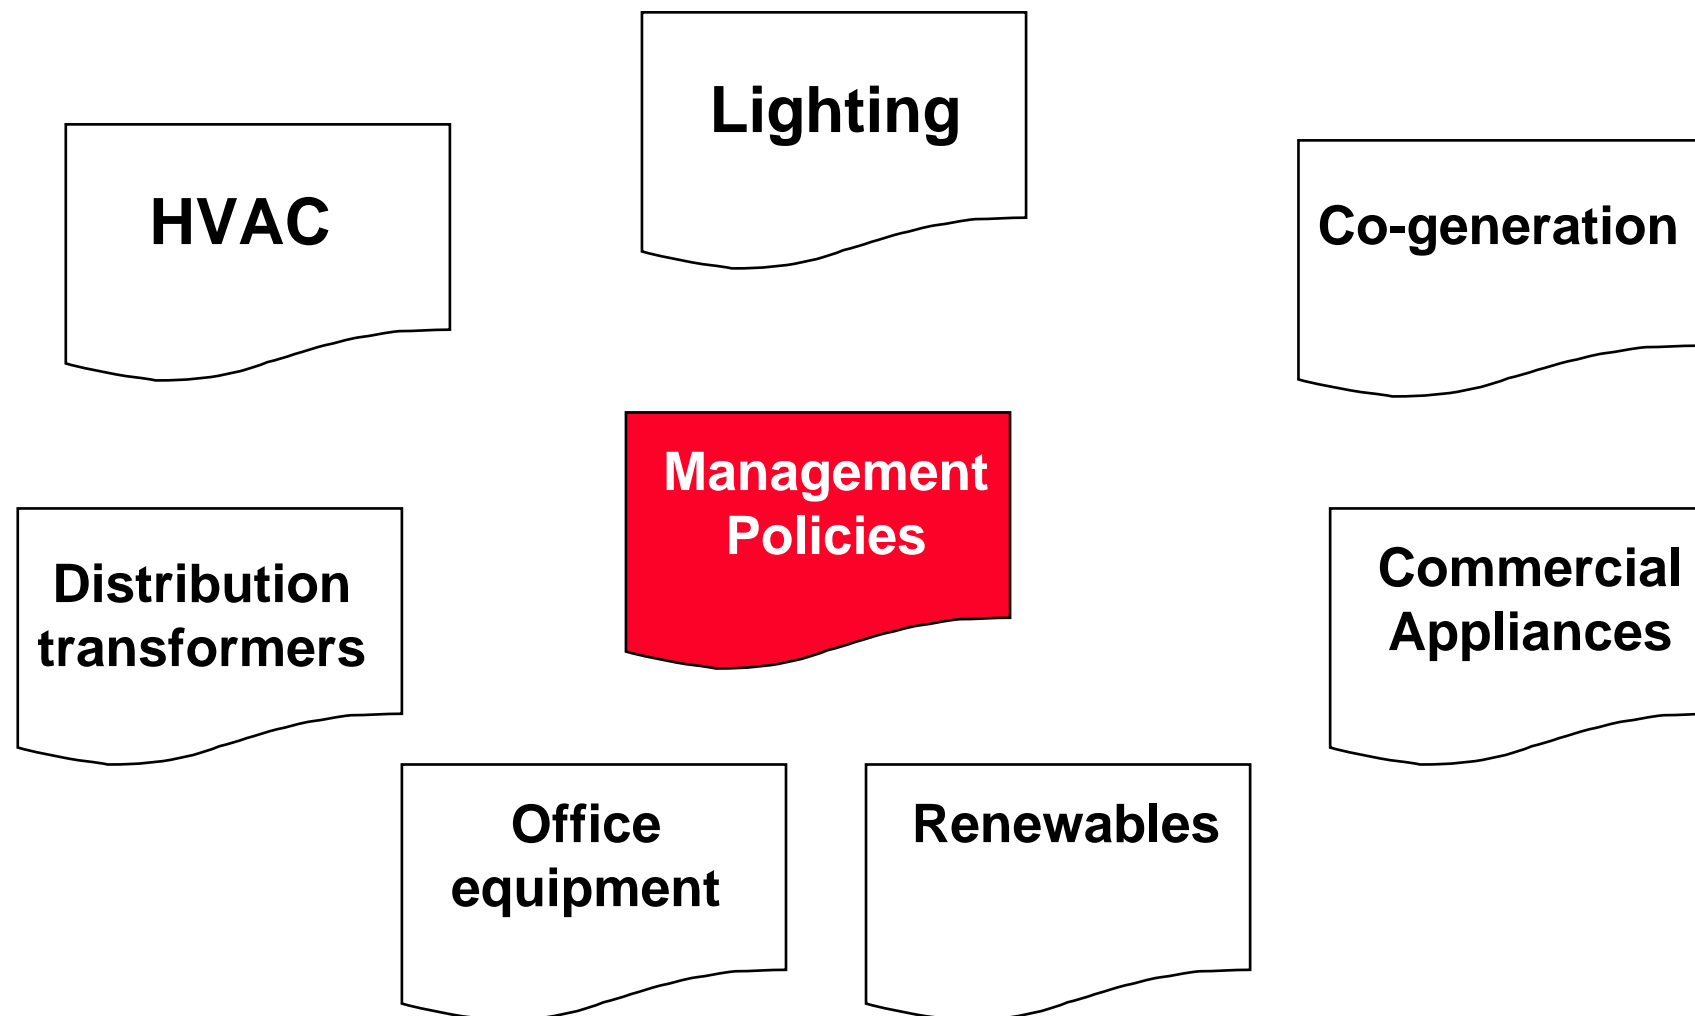 Lighting
HVAC
Co-generation
Management
Policies
Distribution
transformers
Commercial
Appliances
Office
equipment
Renewables